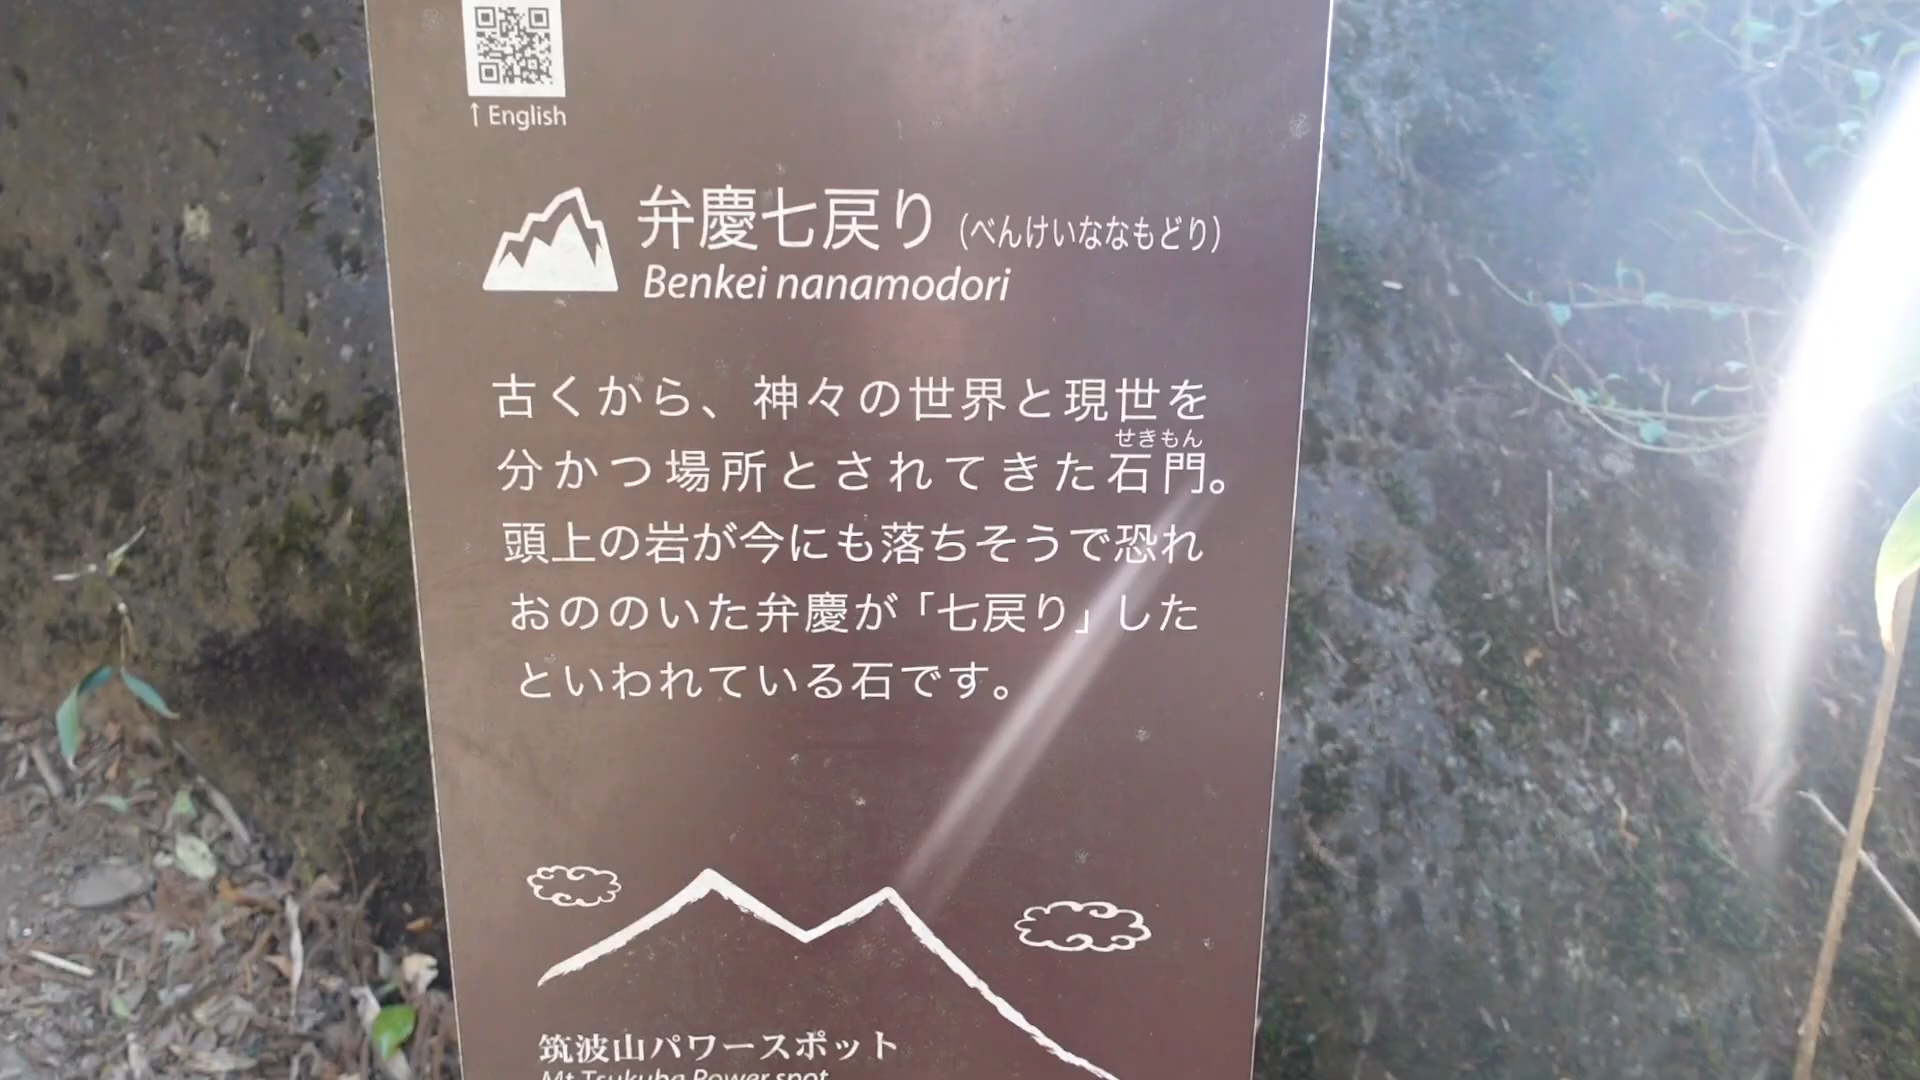 ↑English
弁慶七戻り(べんけいななもどり)
Benkei nanamodori
古くから、神々の世界と現世を
せきもん
分かつ場所とされてきた石門。
頭上の岩が今にも落ちそうで恐れ
おののいた弁慶が「七戻り」した
といわれている石です。
筑波山パワースポット
Mt Tsukuba Power spot